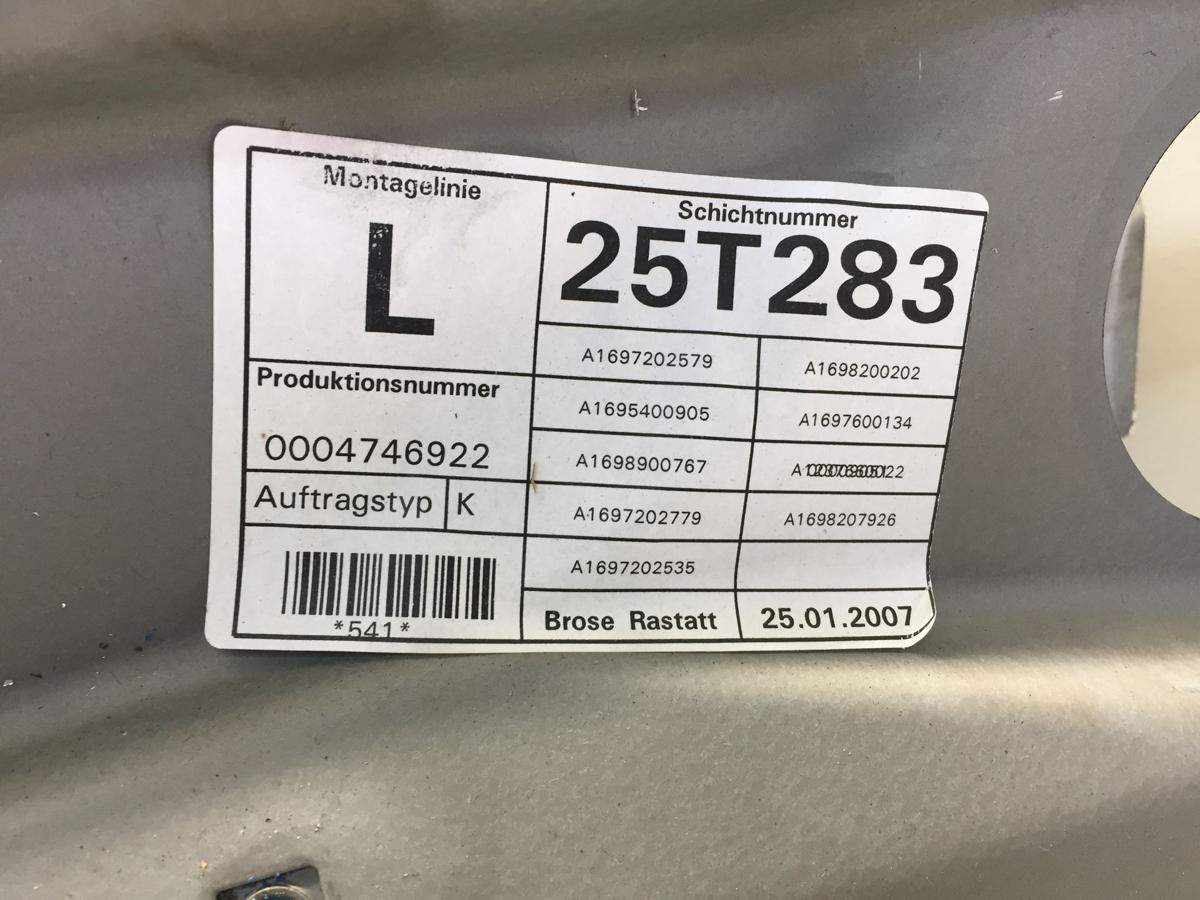 Montagelinie
L
Schichtnummer
25T283
Produktionsnummer
0004746922
Auftragstyp K
*541*
A1697202579 A1698200202
A1695400905 A1697600134
A1698900767
A1697202779 A1698207926
A1697202535
Brose Rastatt 25.01.2007